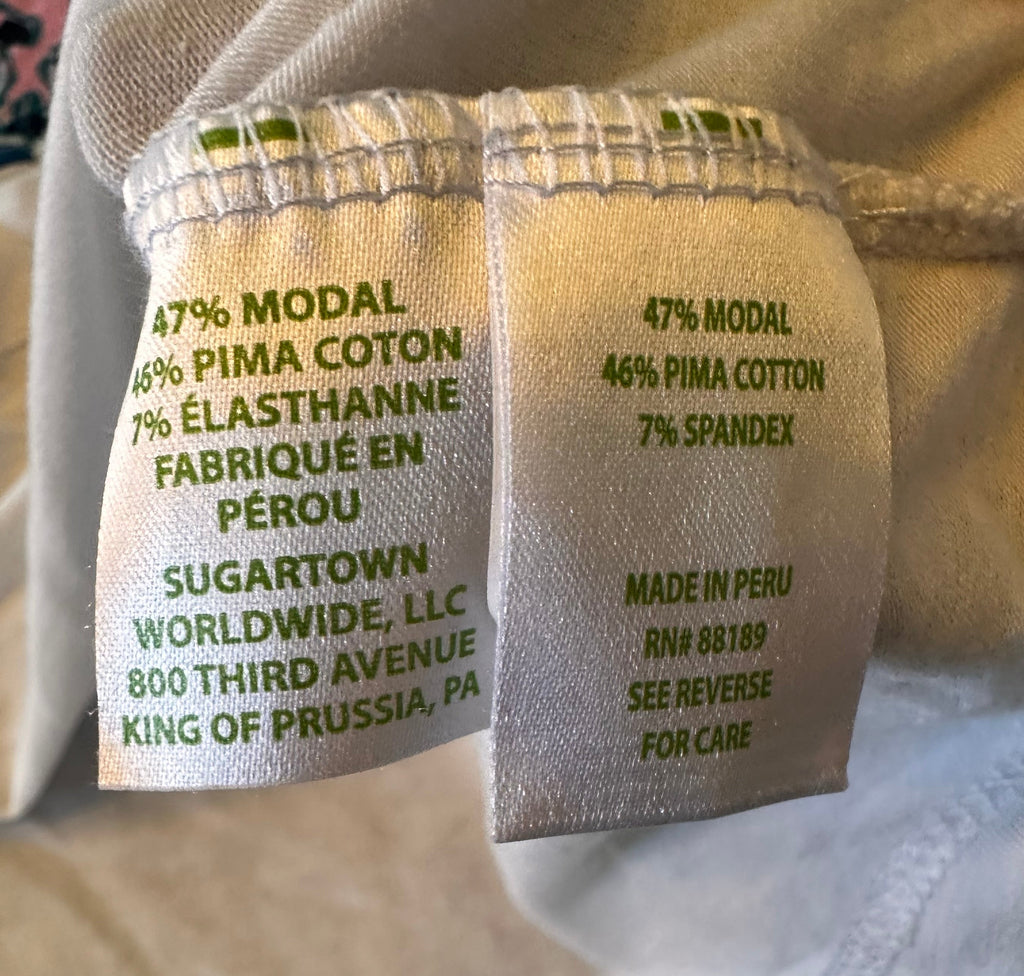 47% MODAL
46% PIMA COTON
7% ÉLASTHANNE
FABRIQUÉ EN
PÉROU
SUGARTOWN
WORLDWIDE, LLC
800 THIRD AVENUE
KING OF PRUSSIA, PA
47% MODAL
46% PIMA COTTON
7% SPANDEX
MADE IN PERU
RN# 88189
SEE REVERSE
FOR CARE